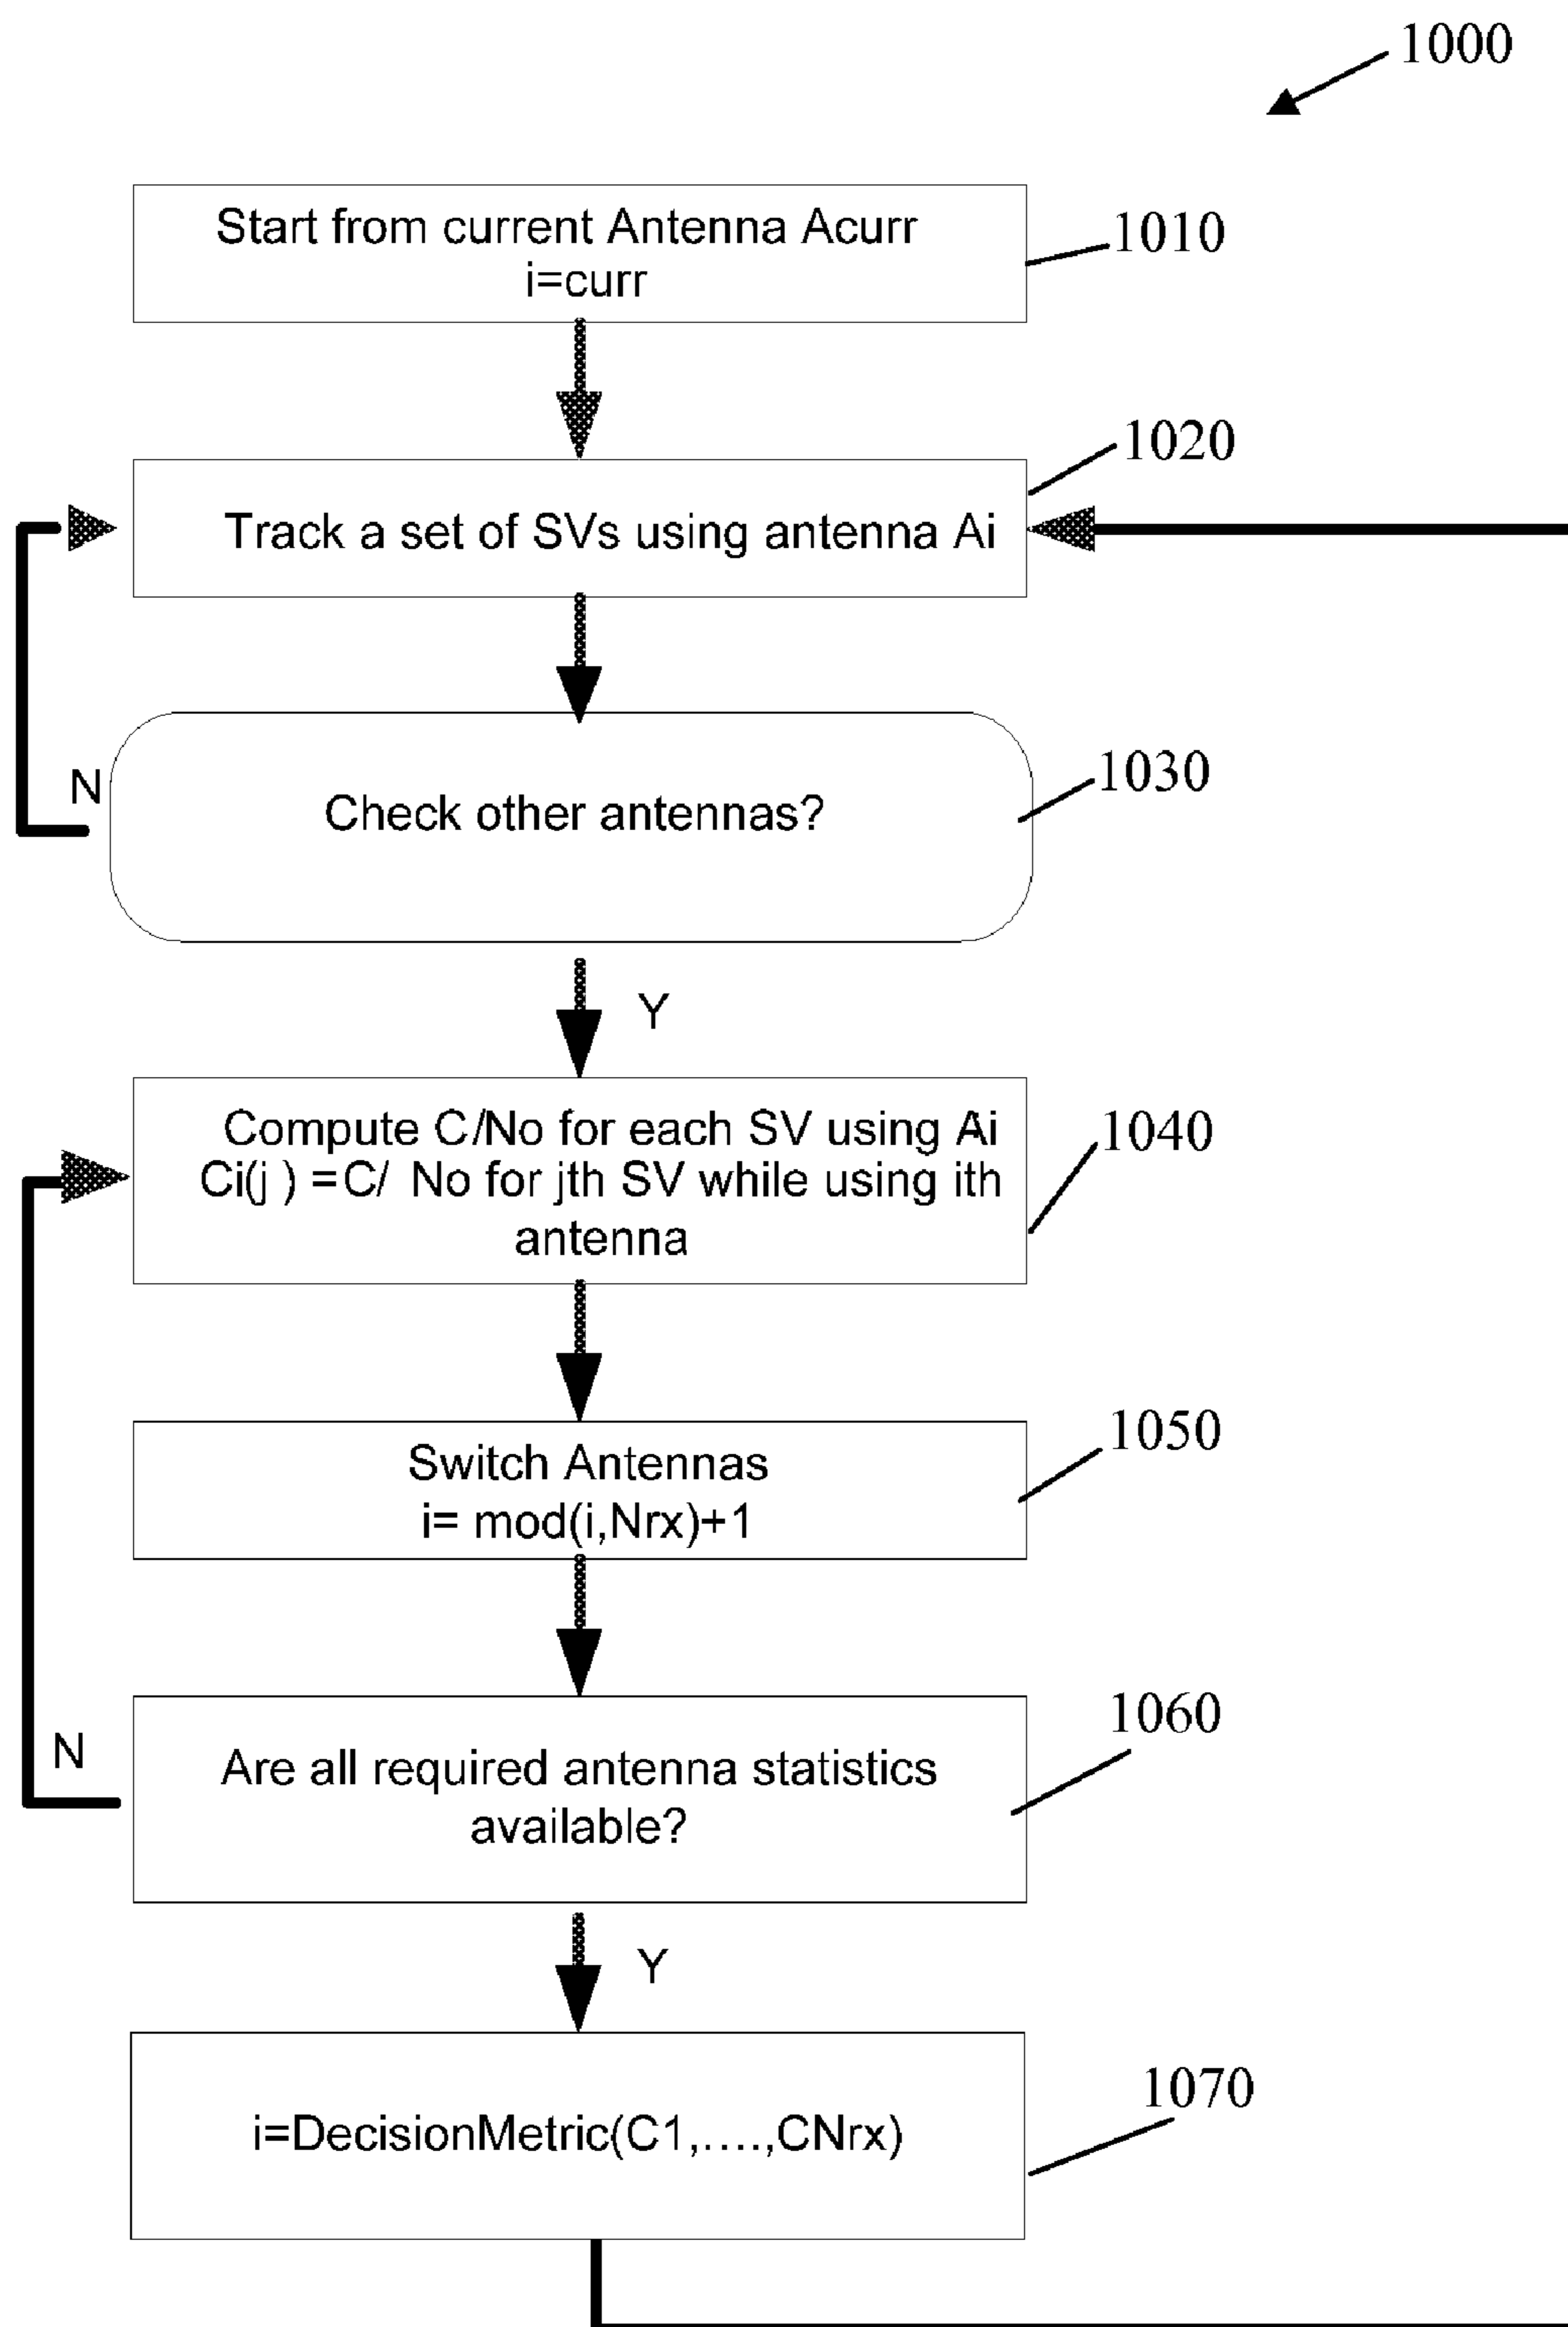 1000
Start from current Antenna Acurr
i=curr
1010
1020
Track a set of SVs using antenna Ai
N
Check other antennas?
1030
Y
Compute C/No for each SV using Ai
Ci(j ) =C/ No for jth SV while using ith
antenna
1040
Switch Antennas
i= mod(i,Nrx)+1
1050
N
Are all required antenna statistics
available?
1060
Y
i=DecisionMetric(C1,....,CNrx)
1070